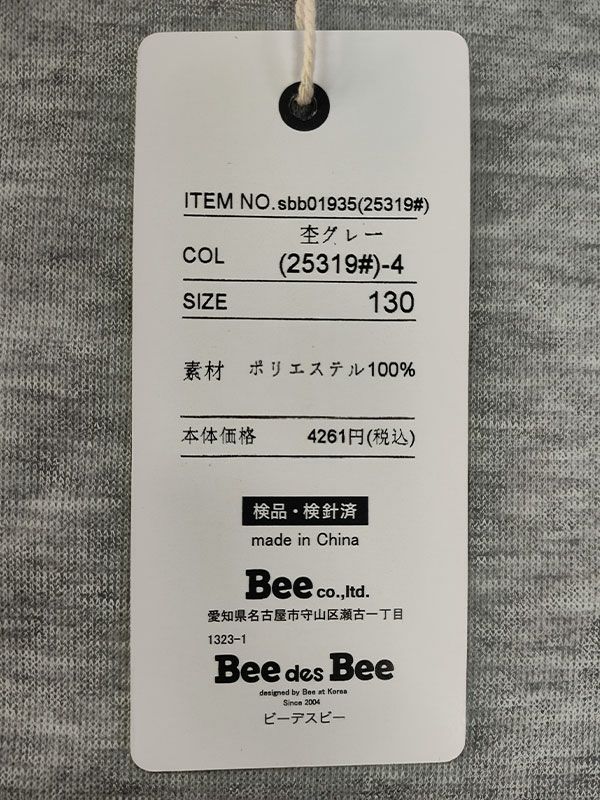 ITEM NO.sbb01935(25319#)
杢グレー
COL (25319#)-4
SIZE 130
素材 ポリエステル100%
本体価格 4261円(税込)
検品・検針済
made in China
Bee co.,ltd.
愛知県名古屋市守山区瀬古一丁目
1323-1
Bee des Bee
designed by Bee at Korea
Since 2004
ビーデスビー